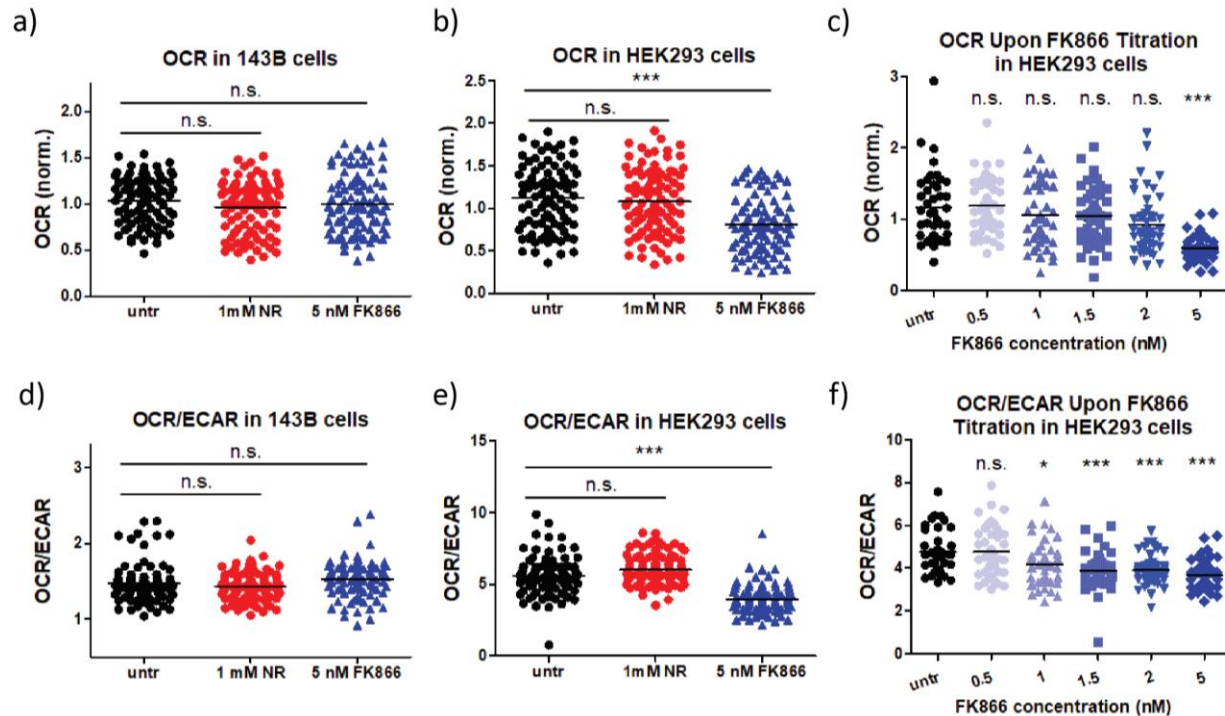 a)
OCR in 143B cells
n.s.
n.s.
OCR (norm.)
2.0
1.5
1.0
0.5
0.0
untr
1mM NR
5 nM FK866
b)
OCR in HEK293 cells
***
n.s.
OCR (norm.)
2.5
2.0
1.5
1.0
0.5
0.0
untr
1mM NR
5 nM FK866
c)
OCR Upon FK866 Titration
in HEK293 cells
n.s.
n.s.
n.s.
n.s.
***
OCR (norm.)
3
2
1
0
untr
0.5
1
1.5
2
5
FK866 concentration (nM)
d)
OCR/ECAR in 143B cells
n.s.
n.s.
OCR/ECAR
3
2
1
untr
1 mM NR
5 nM FK866
e)
OCR/ECAR in HEK293 cells
***
n.s.
OCR/ECAR
15
10
5
0
untr
1mM NR
5 nM FK866
f)
OCR/ECAR Upon FK866
Titration in HEK293 cells
n.s.
*
***
***
***
OCR/ECAR
10
8
6
4
2
0
untr
0.5
1
1.5
2
5
FK866 concentration (nM)